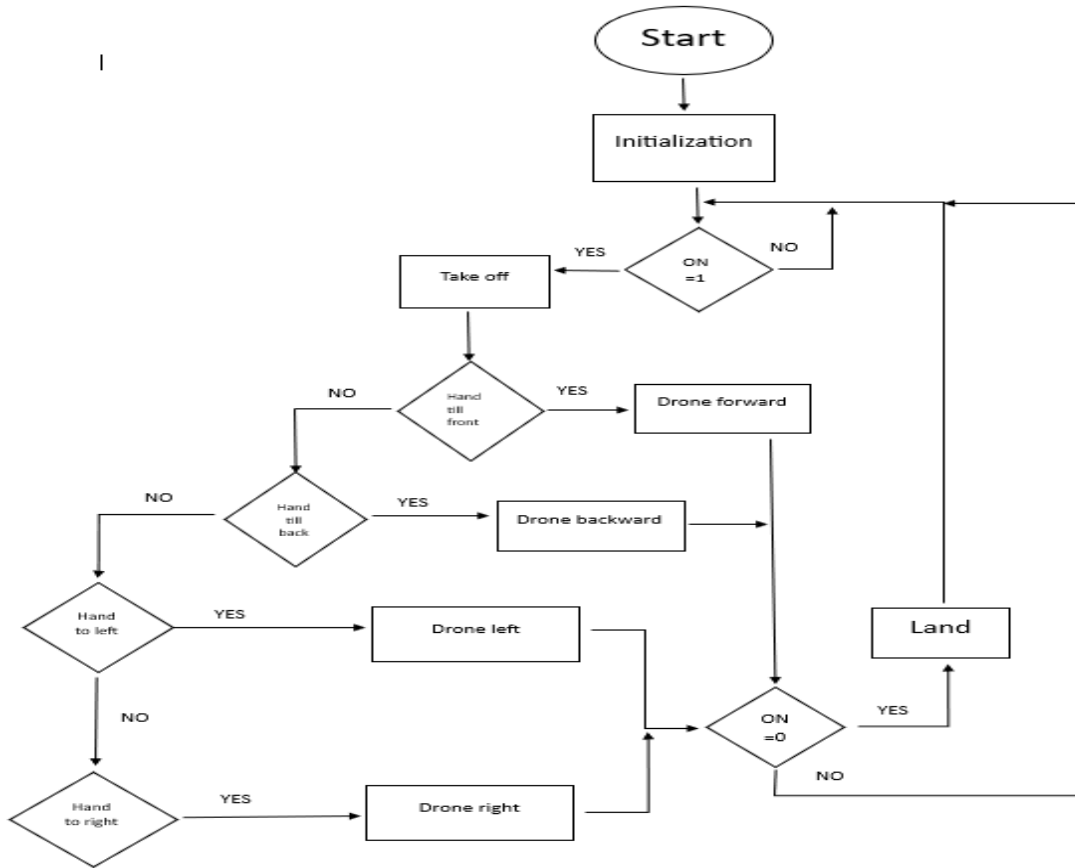 Start
Initialization
ON
=1
NO
YES
Take off
Hand
till
front
NO
YES
Drone forward
Hand
till
back
NO
YES
Drone backward
Hand
to left
YES
Drone left
Land
NO
ON
=0
YES
NO
Hand
to right
YES
Drone right